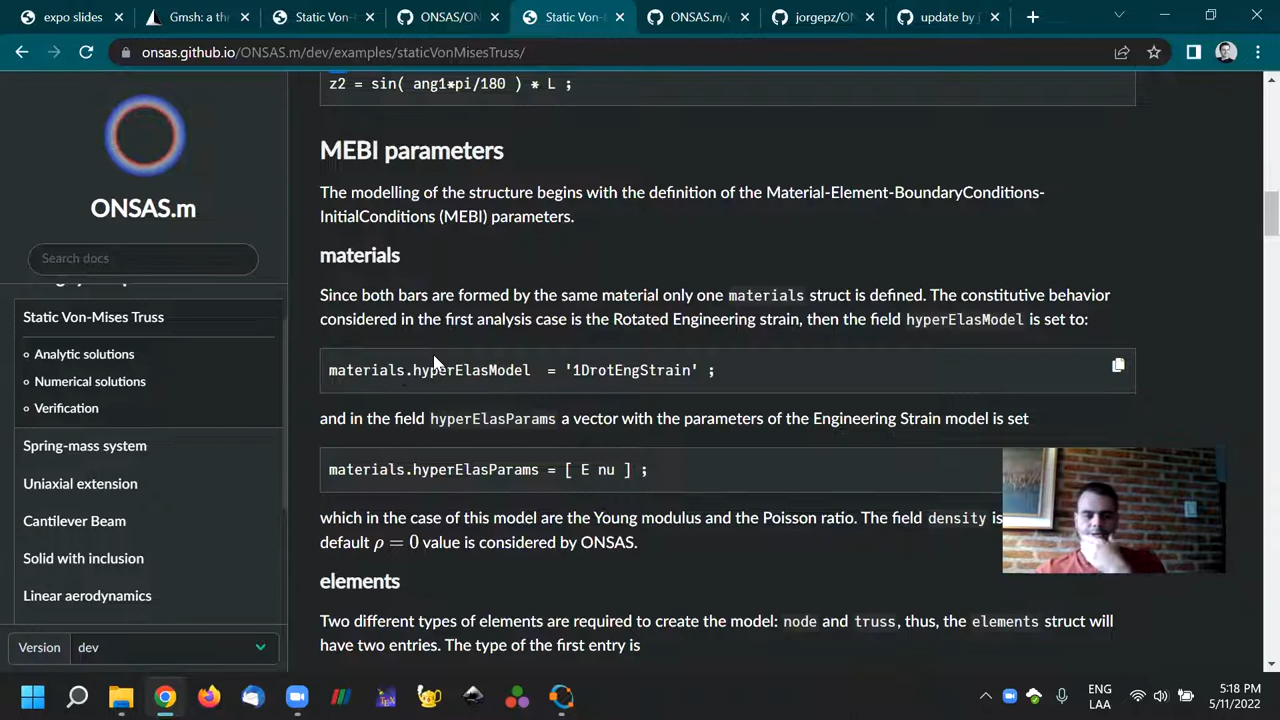 expo slides
Gmsh: a th
Static Von-
ONSAS/ON
Static Von-
ONSAS.m/
jorgepz/ON
update by j
onsas.github.io/ONSAS.m/dev/examples/staticVonMisesTruss/
ONSAS.m
Search docs
Static Von-Mises Truss
Analytic solutions
Numerical solutions
Verification
Spring-mass system
Uniaxial extension
Cantilever Beam
Solid with inclusion
Linear aerodynamics
Version dev
z2 = sin( ang1*pi/180 ) * L ;
MEBI parameters
The modelling of the structure begins with the definition of the Material-Element-BoundaryConditions-
InitialConditions (MEBI) parameters.
materials
Since both bars are formed by the same material only one materials struct is defined. The constitutive behavior
considered in the first analysis case is the Rotated Engineering strain, then the field hyperElasModel is set to:
materials.hyperElasModel = '1DrotEngStrain' ;
and in the field hyperElasParams a vector with the parameters of the Engineering Strain model is set
materials.hyperElasParams = [ E nu ] ;
which in the case of this model are the Young modulus and the Poisson ratio. The field density is
default ρ = 0 value is considered by ONSAS.
elements
Two different types of elements are required to create the model: node and truss, thus, the elements struct will
have two entries. The type of the first entry is
ENG
LAA
5:18 PM
5/11/2022